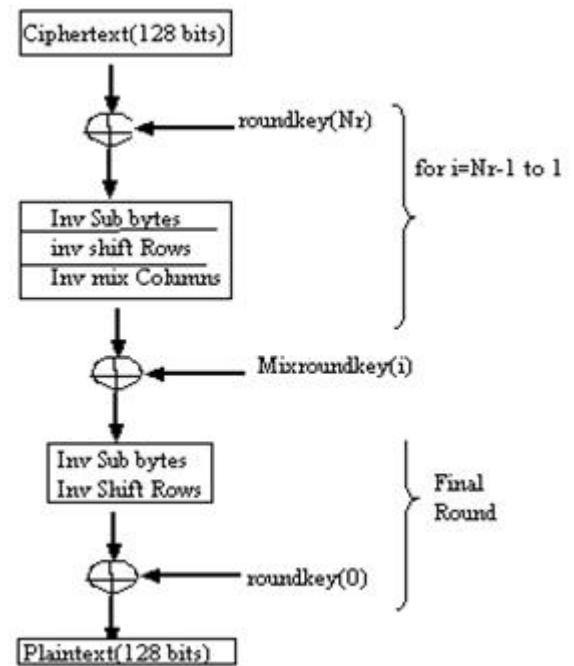 Ciphertext(128 bits)
roundkey(Nr)
for i=Nr-1 to 1
Inv Sub bytes
inv shift Rows
Inv mix Columns
Mixroundkey(i)
Inv Sub bytes
Inv Shift Rows
Final
Round
roundkey(0)
Plaintext(128 bits)